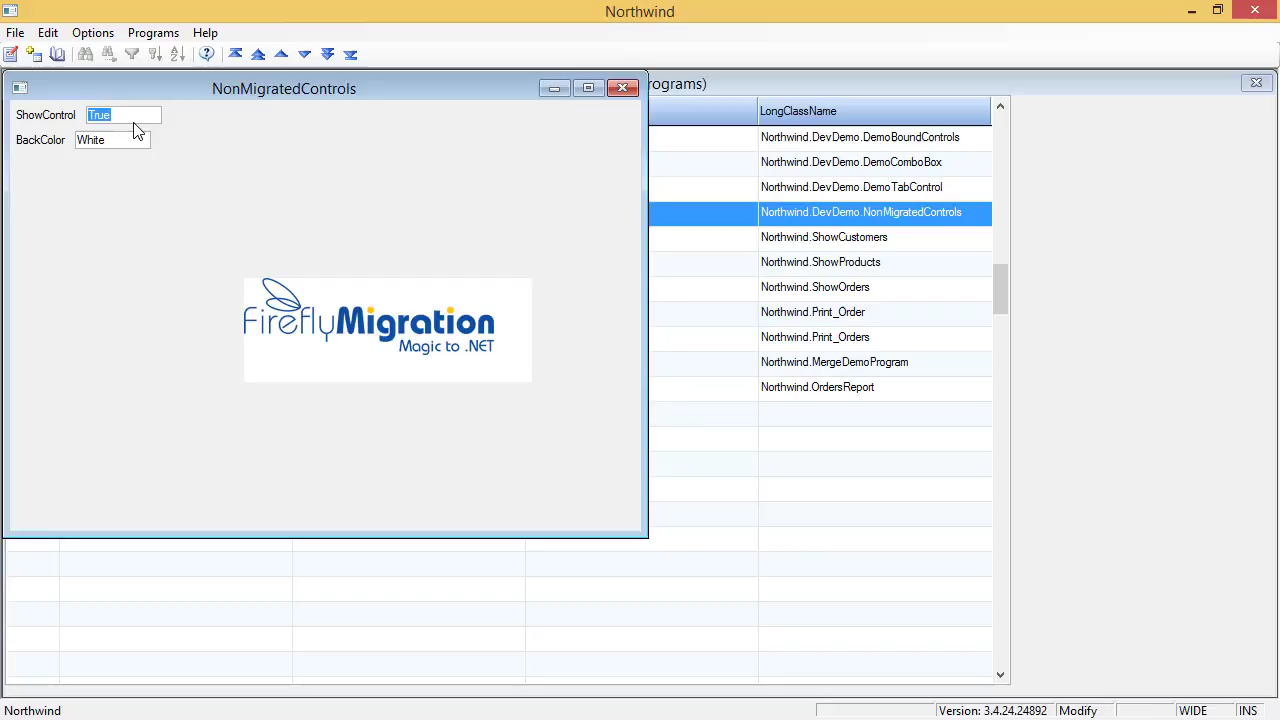 Northwind
File Edit Options Programs Help
NonMigratedControls
rograms)
ShowControl True
BackColor White
FireflyMigration
Magic to .NET
LongClassName
Northwind.DevDemo.DemoBoundControls
Northwind.DevDemo.DemoComboBox
Northwind.DevDemo.DemoTabControl
Northwind.DevDemo.NonMigratedControls
Northwind.ShowCustomers
Northwind.ShowProducts
Northwind.ShowOrders
Northwind.Print_Order
Northwind.Print_Orders
Northwind.MergeDemoProgram
Northwind.OrdersReport
Northwind Version: 3.4.24.24892 Modify WIDE INS